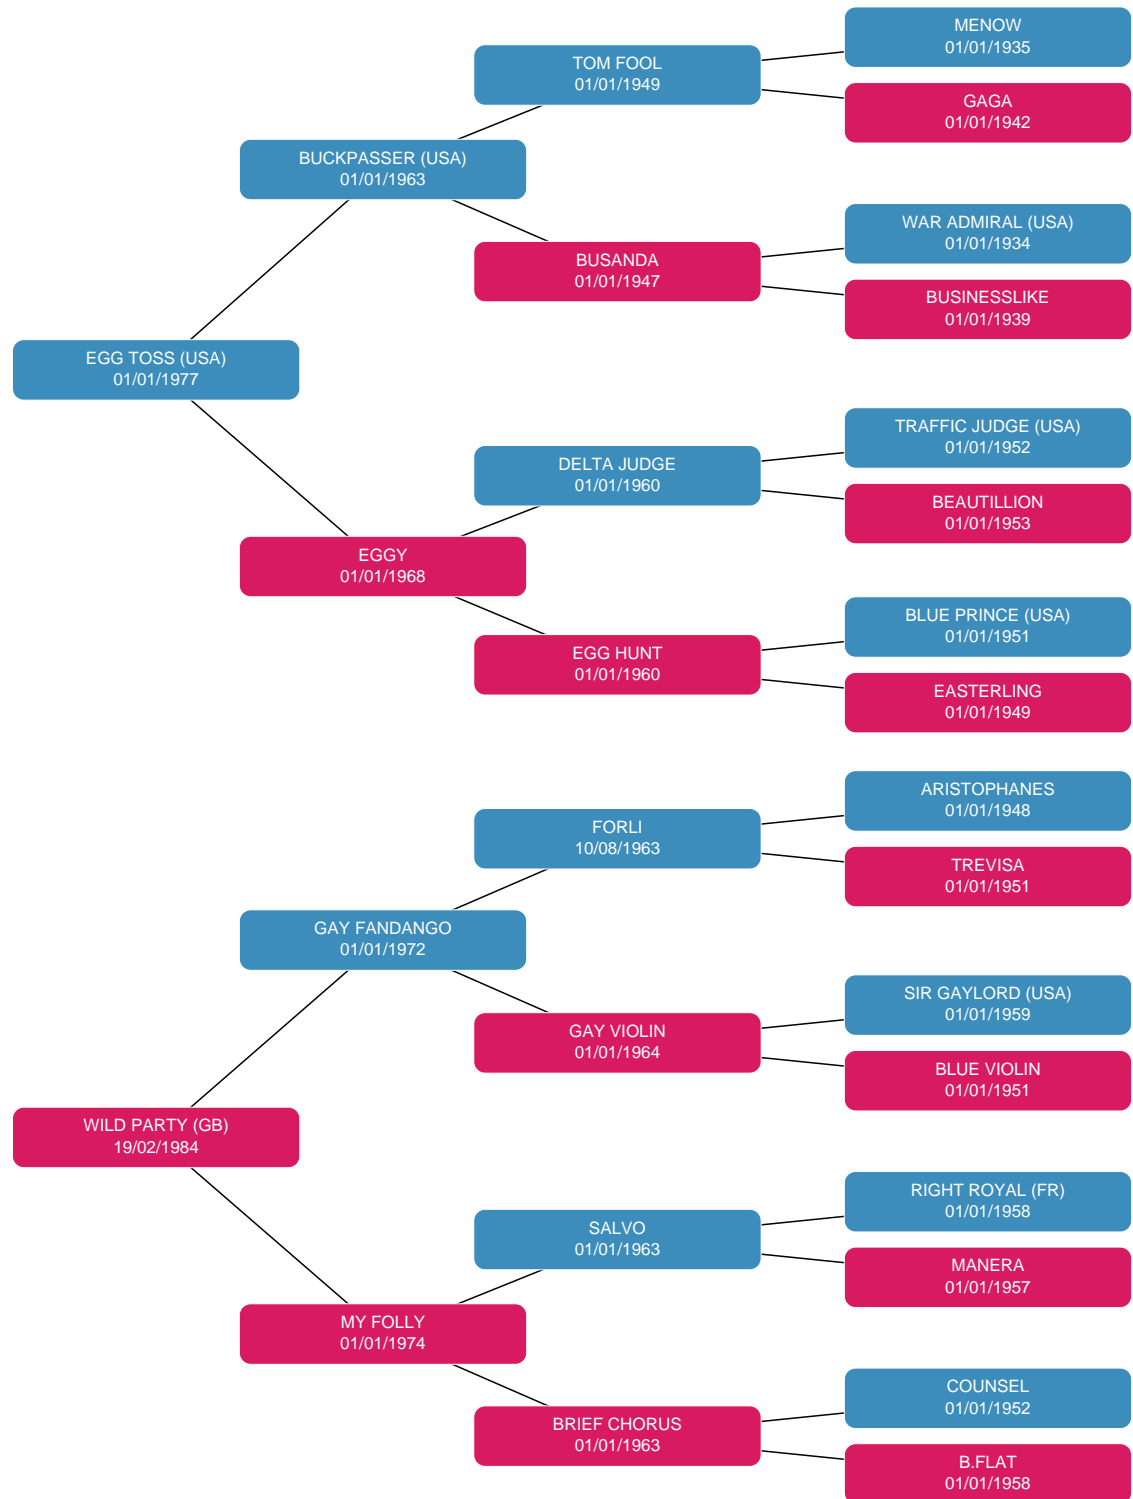 MENOW
01/01/1935
TOM FOOL
01/01/1949
GAGA
01/01/1942
BUCKPASSER (USA)
01/01/1963
WAR ADMIRAL (USA)
01/01/1934
BUSANDA
01/01/1947
BUSINESSLIKE
01/01/1939
EGG TOSS (USA)
01/01/1977
TRAFFIC JUDGE (USA)
01/01/1952
DELTA JUDGE
01/01/1960
BEAUTILLION
01/01/1953
EGGY
01/01/1968
BLUE PRINCE (USA)
01/01/1951
EGG HUNT
01/01/1960
EASTERLING
01/01/1949
ARISTOPHANES
01/01/1948
FORLI
10/08/1963
TREVISA
01/01/1951
GAY FANDANGO
01/01/1972
SIR GAYLORD (USA)
01/01/1959
GAY VIOLIN
01/01/1964
BLUE VIOLIN
01/01/1951
WILD PARTY (GB)
19/02/1984
RIGHT ROYAL (FR)
01/01/1958
SALVO
01/01/1963
MANERA
01/01/1957
MY FOLLY
01/01/1974
COUNSEL
01/01/1952
BRIEF CHORUS
01/01/1963
B.FLAT
01/01/1958